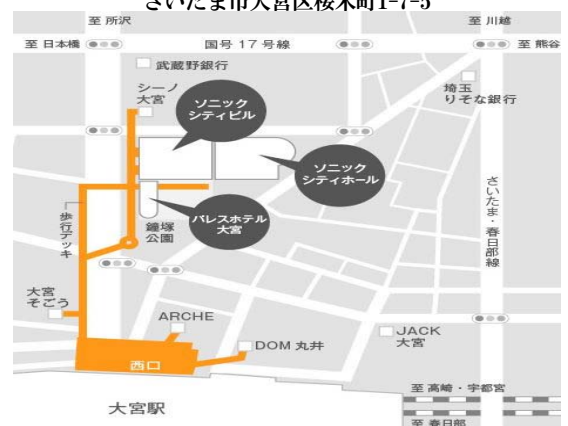 さいたま市大宮区桜木町1-7-5
至 所沢
至 川越
至 日本橋
国号 17 号線
至 熊谷
武蔵野銀行
シーノ
大宮
ソニック
シティビル
埼玉
りそな銀行
ソニック
シティホール
さいたま・春日部線
歩行デッキ
鐘塚
公園
パレスホテル
大宮
大宮
そごう
ARCHE
DOM 丸井
JACK
大宮
西口
至 高崎・宇都宮
大宮駅
至 春日部